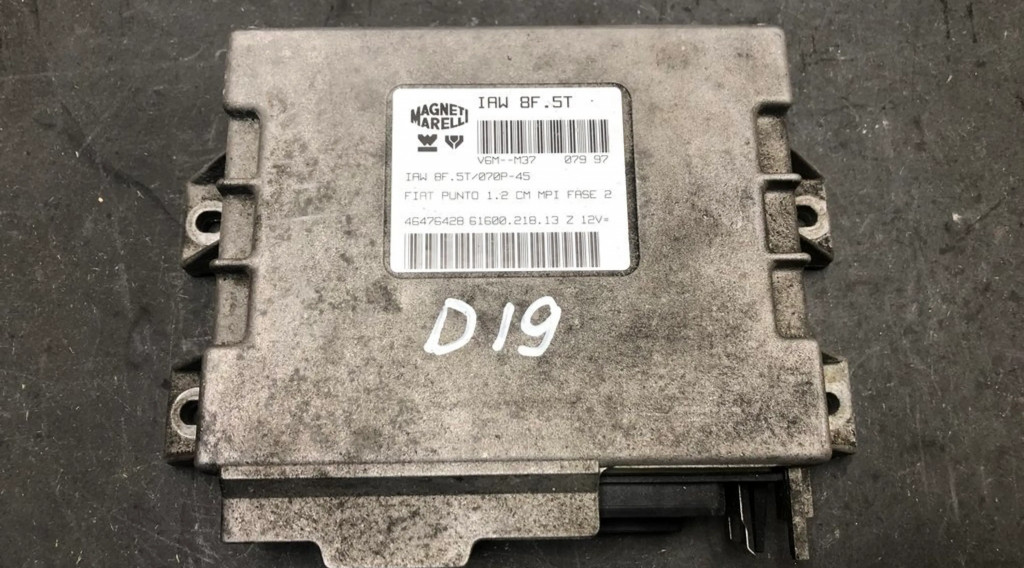 MAGNETI
MARELLI
IAW 8F.5T
V6M--M37 079 97
IAW 8F.5T/070P-45
FIAT PUNTO 1.2 CM MPI FASE 2
46476428 61600.218.13 Z 12V=
D19